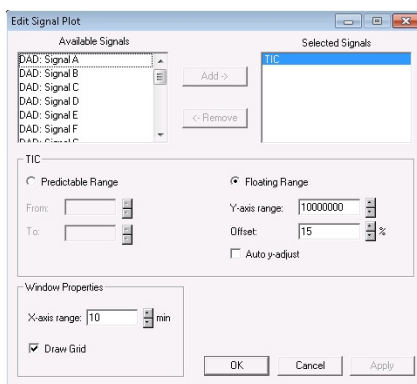 Edit Signal Plot
Available Signals
Selected Signals
DAD: Signal A
DAD: Signal B
DAD: Signal C
DAD: Signal D
DAD: Signal E
DAD: Signal F
Add ->
<- Remove
TIC
TIC
Predictable Range
Floating Range
From:
Y-axis range: 10000000
To:
Offset: 15 %
Auto y-adjust
Window Properties
X-axis range: 10 min
Draw Grid
OK
Cancel
Apply